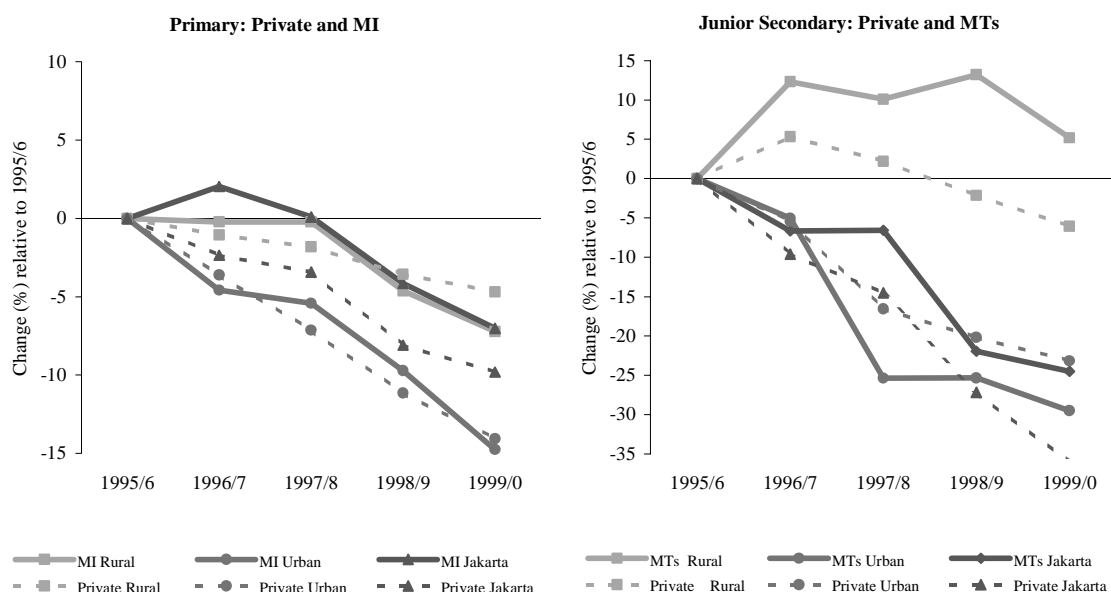 Primary: Private and MI
Change (%) relative to 1995/6
10
5
0
-5
-10
-15
1995/6 1996/7 1997/8 1998/9 1999/0
MI Rural MI Urban MI Jakarta
Private Rural Private Urban Private Jakarta
Junior Secondary: Private and MTs
Change (%) relative to 1995/6
15
10
5
0
-5
-10
-15
-20
-25
-30
-35
1995/6 1996/7 1997/8 1998/9 1999/0
MTs Rural MTs Urban MTs Jakarta
Private Rural Private Urban Private Jakarta